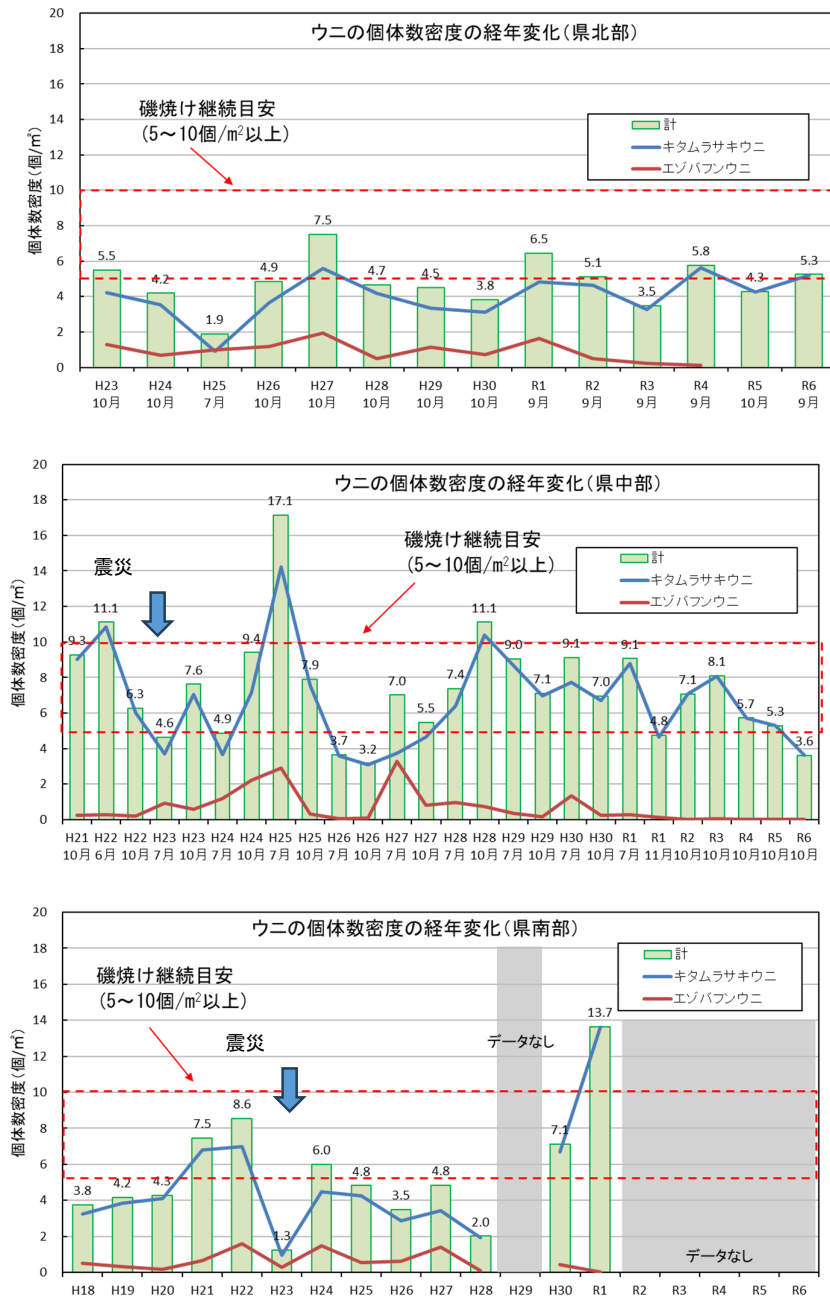 ウニの個体数密度の経年変化（県北部）
磯焼け継続目安
（5～10個/m²以上）
計
キタムラサキウニ
エゾバフンウニ
個体数密度（個/㎡）
20
18
16
14
12
10
8
6
4
2
0
5.5 4.2 1.9 4.9 7.5 4.7 4.5 3.8 6.5 5.1 3.5 5.8 4.3 5.3
H23 H24 H25 H26 H27 H28 H29 H30 R1 R2 R3 R4 R5 R6
10月 10月 7月 10月 10月 10月 10月 10月 9月 9月 9月 9月 10月 9月
ウニの個体数密度の経年変化（県中部）
震災
磯焼け継続目安
（5～10個/m²以上）
計
キタムラサキウニ
エゾバフンウニ
個体数密度（個/㎡）
20
18
16
14
12
10
8
6
4
2
0
9.3 11.1 6.3 4.6 7.6 4.9 9.4 17.1 7.9 3.7 3.2 7.0 5.5 7.4 11.1 9.0 7.1 9.1 7.0 9.1 4.8 7.1 8.1 5.7 5.3 3.6
H21 H22 H22 H23 H23 H24 H24 H25 H25 H26 H26 H27 H27 H28 H28 H29 H29 H30 H30 R1 R1 R2 R3 R4 R5 R6
10月 6月 10月 7月 10月 7月 10月 7月 10月 7月 10月 7月 10月 7月 10月 7月 10月 7月 10月 7月 11月 10月 10月 10月 10月 10月
ウニの個体数密度の経年変化（県南部）
磯焼け継続目安
（5～10個/m²以上）
震災
計
キタムラサキウニ
エゾバフンウニ
データなし
データなし
個体数密度（個/㎡）
20
18
16
14
12
10
8
6
4
2
0
3.8 4.2 4.3 7.5 8.6 1.3 6.0 4.8 3.5 4.8 2.0 7.1 13.7
H18 H19 H20 H21 H22 H23 H24 H25 H26 H27 H28 H29 H30 R1 R2 R3 R4 R5 R6